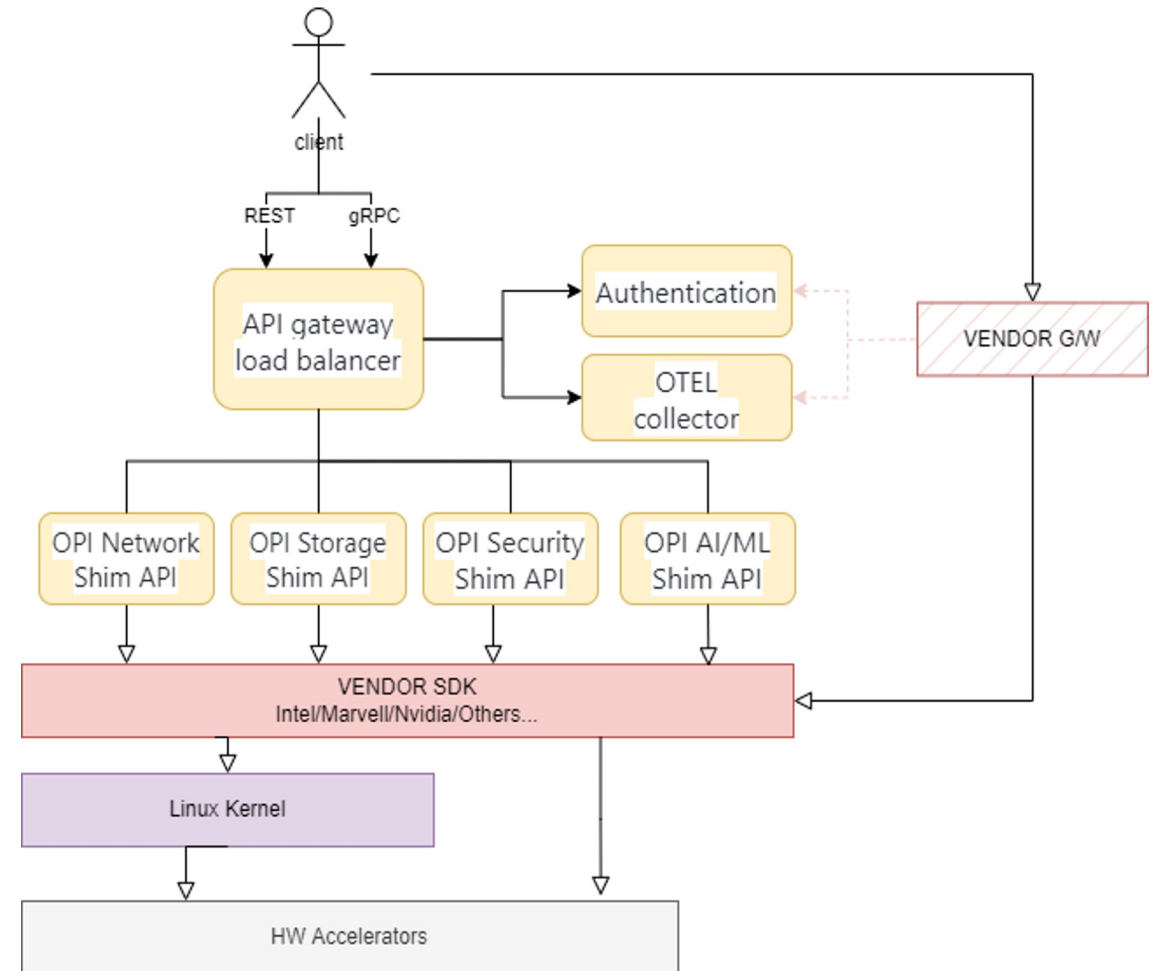 client
REST
gRPC
API gateway
load balancer
Authentication
OTEL
collector
VENDOR G/W
OPI Network
Shim API
OPI Storage
Shim API
OPI Security
Shim API
OPI AI/ML
Shim API
VENDOR SDK
Intel/Marvell/Nvidia/Others...
Linux Kernel
HW Accelerators